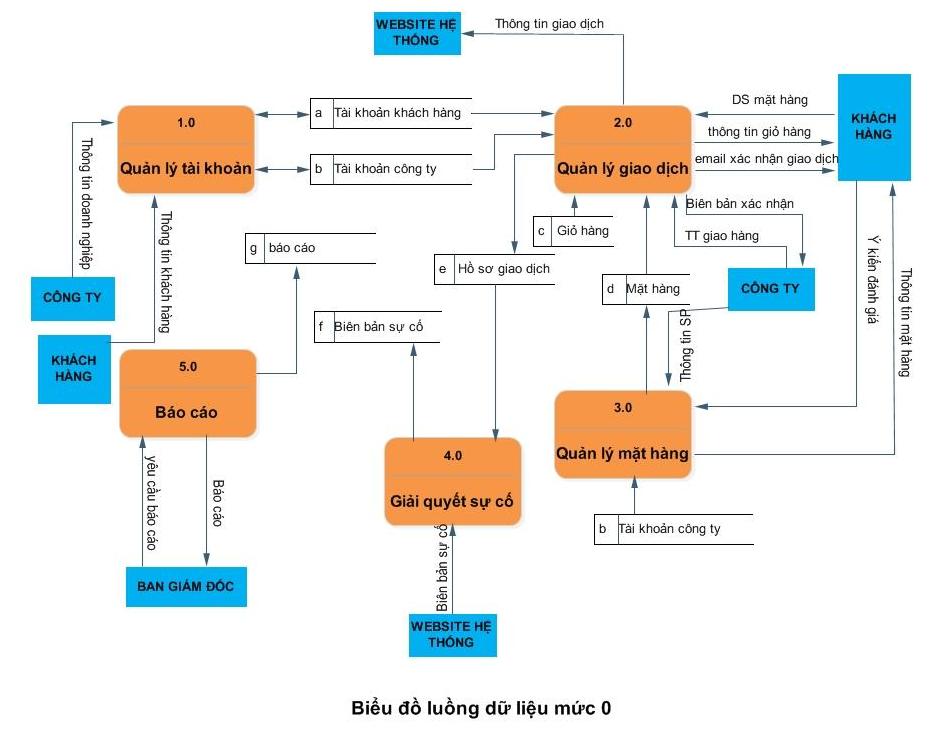 WEBSITE HỆ
THỐNG
Thông tin giao dịch
1.0
Quản lý tài khoản
a Tài khoản khách hàng
b Tài khoản công ty
2.0
Quản lý giao dịch
DS mặt hàng
thông tin giỏ hàng
email xác nhận giao dịch
KHÁCH
HÀNG
Thông tin doanh nghiệp
Thông tin khách hàng
Biên bản xác nhận
TT giao hàng
c Giỏ hàng
g báo cáo
e Hồ sơ giao dịch
d Mặt hàng
CÔNG TY
CÔNG TY
Ý kiến đánh giá
Thông tin mặt hàng
f Biên bản sự cố
Thông tin SP
KHÁCH
HÀNG
5.0
Báo cáo
3.0
Quản lý mặt hàng
4.0
Giải quyết sự cố
yêu cầu báo cáo
Báo cáo
b Tài khoản công ty
Biên bản sự cố
BAN GIÁM ĐỐC
WEBSITE HỆ
THỐNG
Biểu đồ luồng dữ liệu mức 0